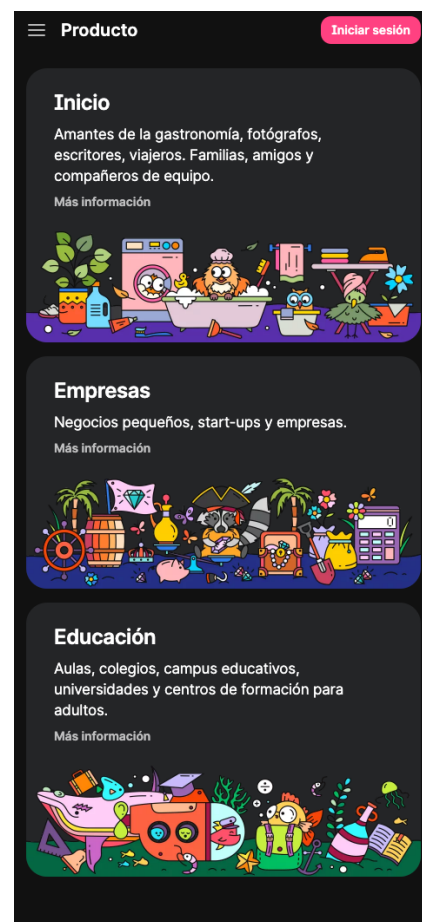 Producto
Iniciar sesión
Inicio
Amantes de la gastronomía, fotógrafos,
escritores, viajeros. Familias, amigos y
compañeros de equipo.
Más información
Empresas
Negocios pequeños, start-ups y empresas.
Más información
0
Educación
Aulas, colegios, campus educativos,
universidades y centros de formación para
adultos.
Más información